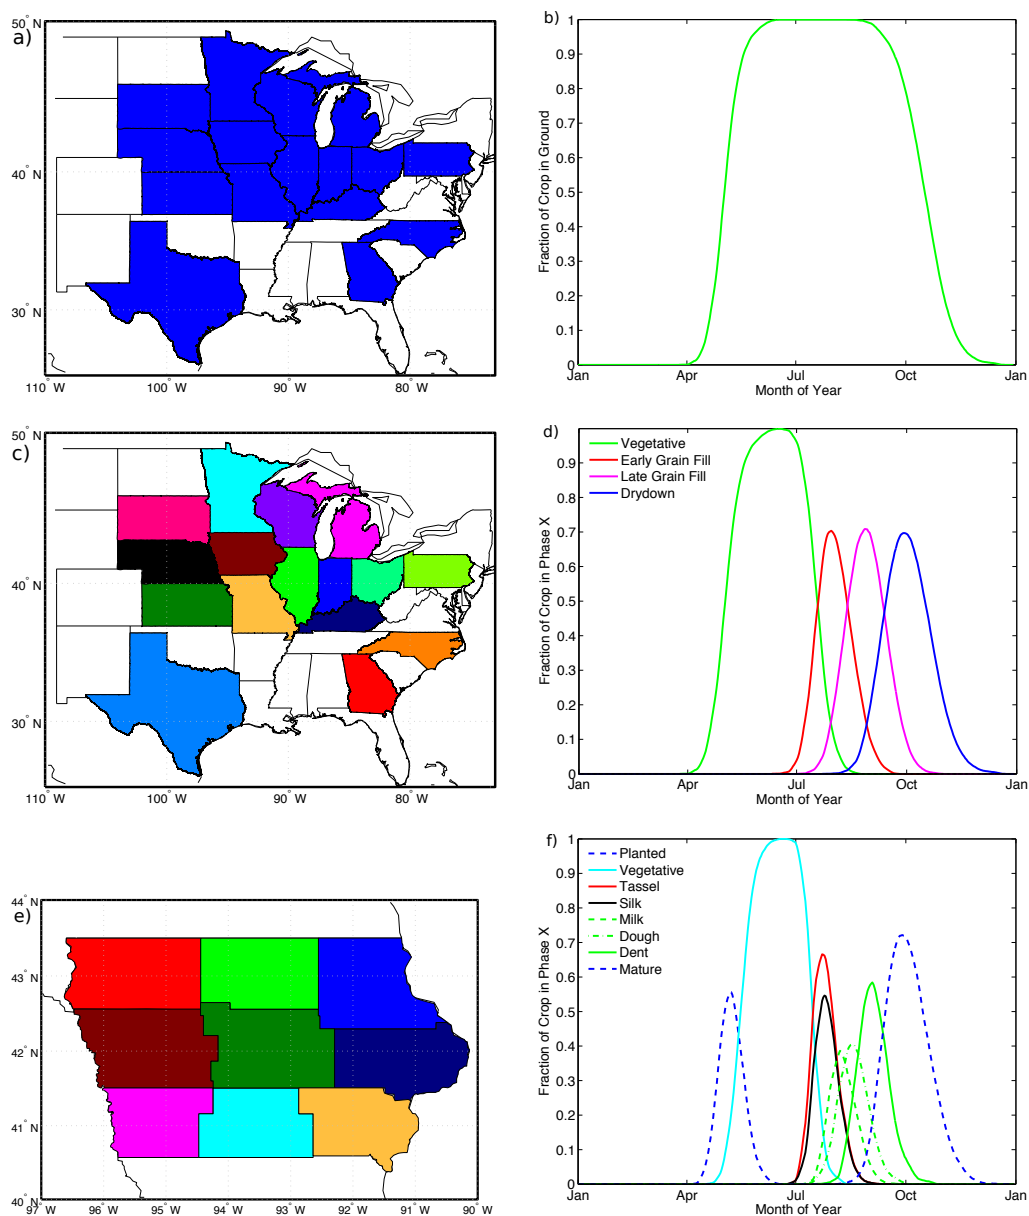 a)
50° N
40° N
30° N
110° W
100° W
90° W
80° W
b)
Fraction of Crop in Ground
1
0.9
0.8
0.7
0.6
0.5
0.4
0.3
0.2
0.1
0
Jan
Apr
Jul
Oct
Jan
Month of Year
c)
50° N
40° N
30° N
110° W
100° W
90° W
80° W
d)
Vegetative
Early Grain Fill
Late Grain Fill
Drydown
Fraction of Crop in Phase X
1
0.9
0.8
0.7
0.6
0.5
0.4
0.3
0.2
0.1
0
Jan
Apr
Jul
Oct
Jan
Month of Year
e)
44° N
43° N
42° N
41° N
40° N
97° W
96° W
95° W
94° W
93° W
92° W
91° W
90° W
f)
Planted
Vegetative
Tassel
Silk
Milk
Dough
Dent
Mature
Fraction of Crop in Phase X
1
0.9
0.8
0.7
0.6
0.5
0.4
0.3
0.2
0.1
0
Jan
Apr
Jul
Oct
Jan
Month of Year